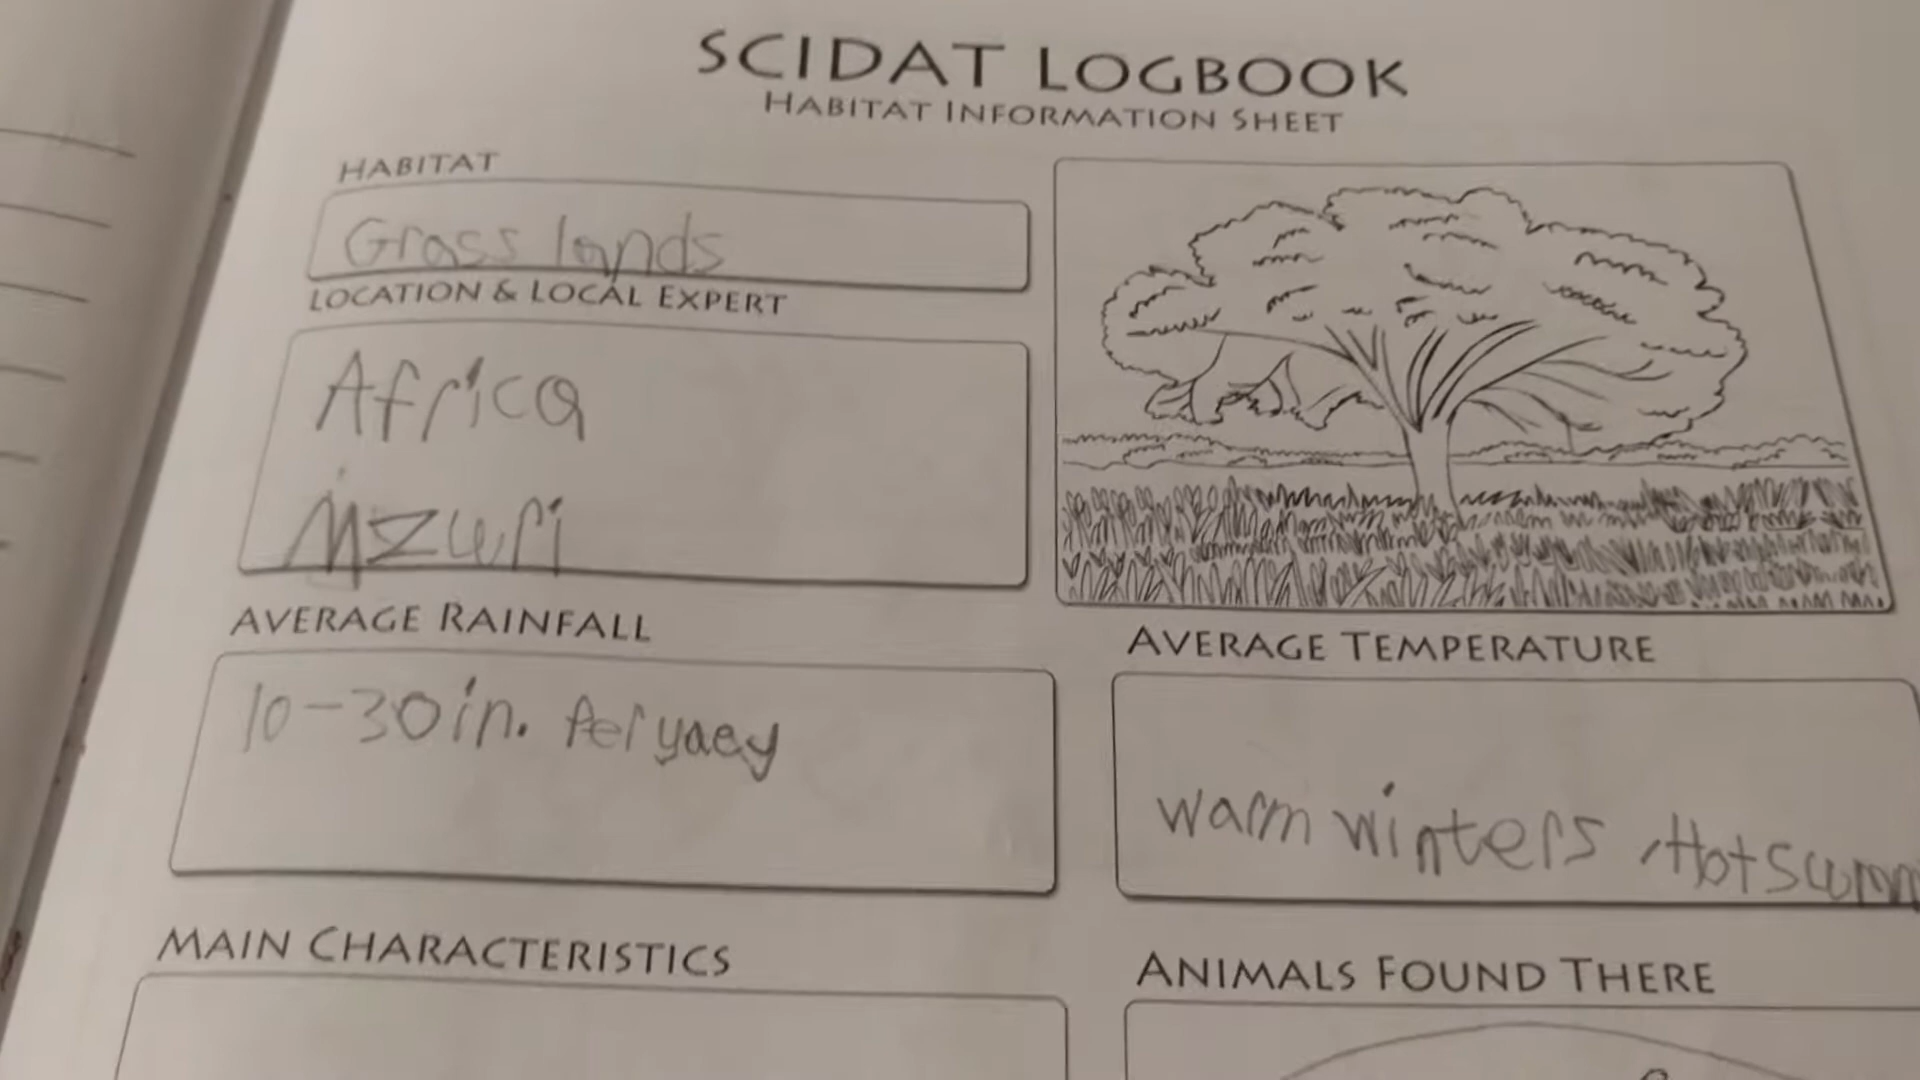 SCIDAT LOGBOOK
HABITAT INFORMATION SHEET
HABITAT
Grass lands
LOCATION & LOCAL EXPERT
Africa
Mzuri
AVERAGE RAINFALL
10-30in. Per yaey
AVERAGE TEMPERATURE
warm winters, Hot summ
MAIN CHARACTERISTICS
ANIMALS FOUND THERE